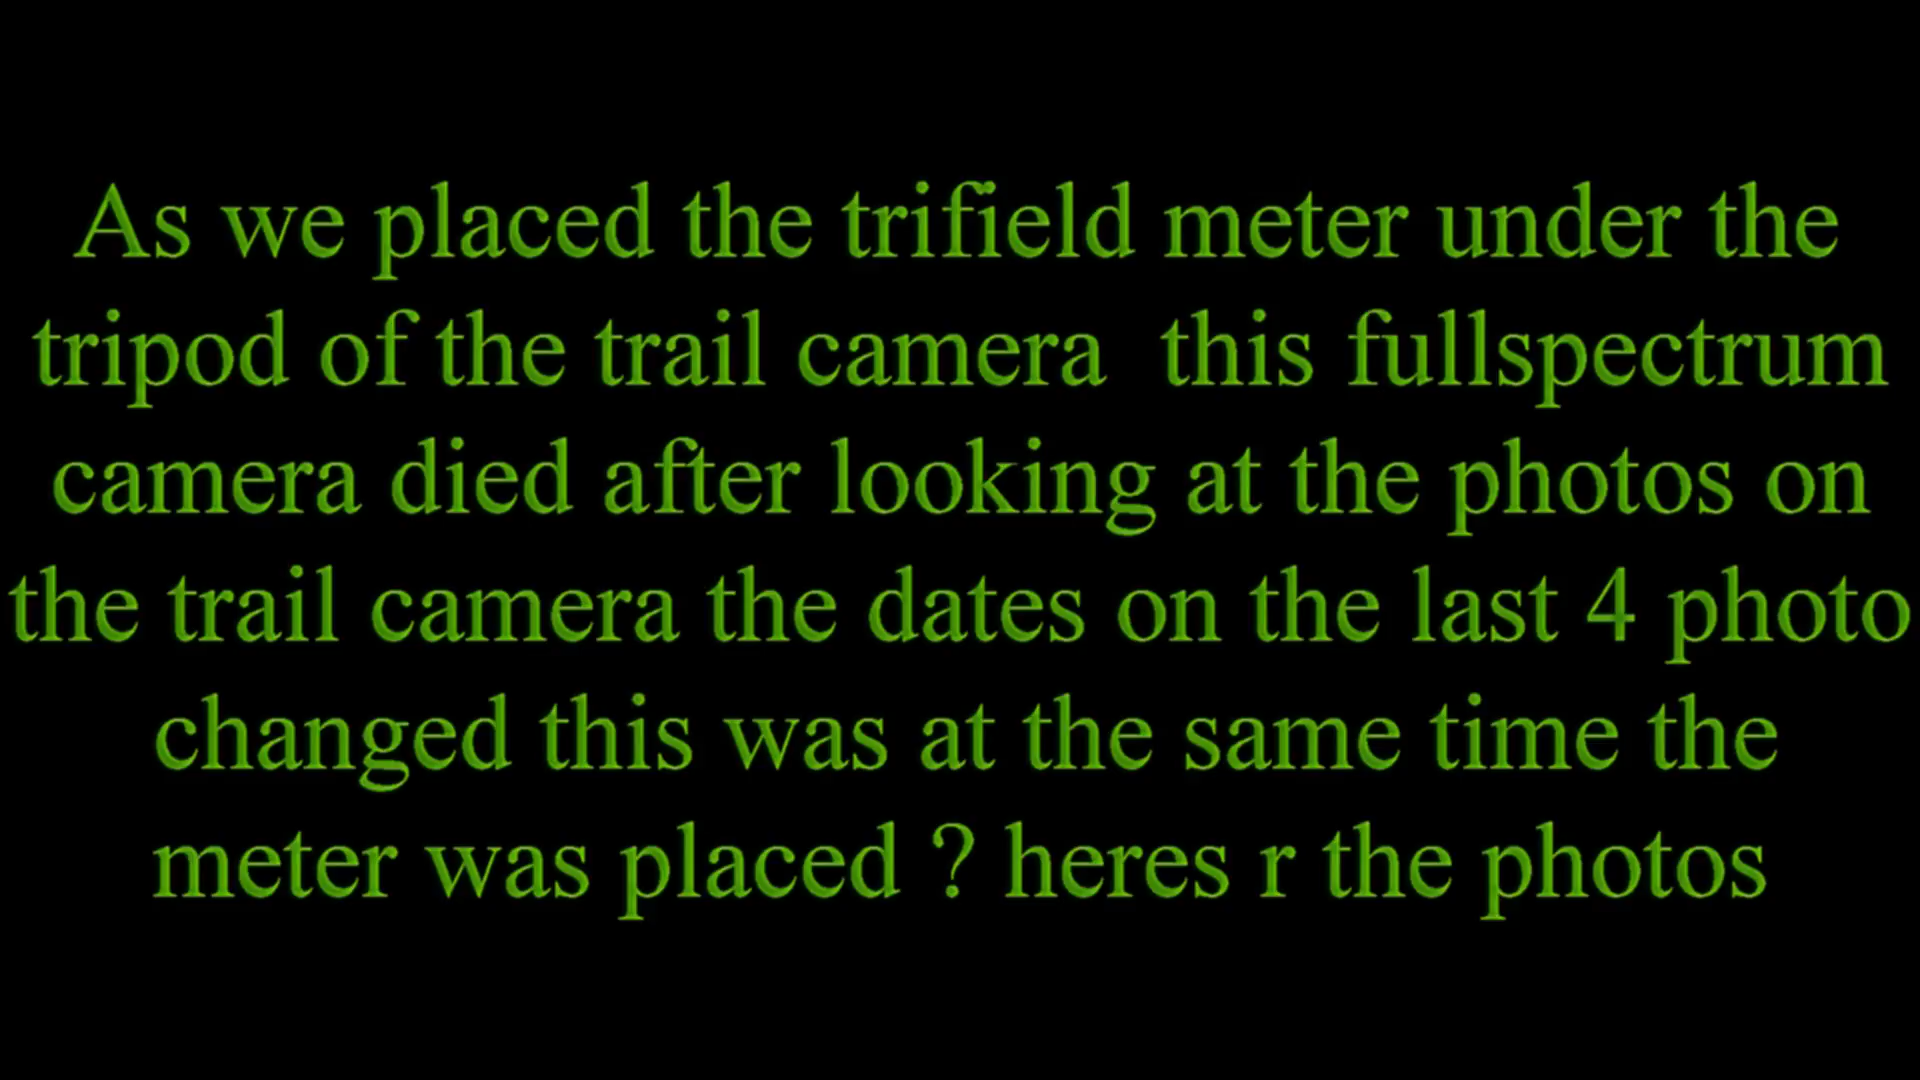 As we placed the trifield meter under the
tripod of the trail camera  this fullspectrum
camera died after looking at the photos on
the trail camera the dates on the last 4 photo
changed this was at the same time the
meter was placed ? heres r the photos